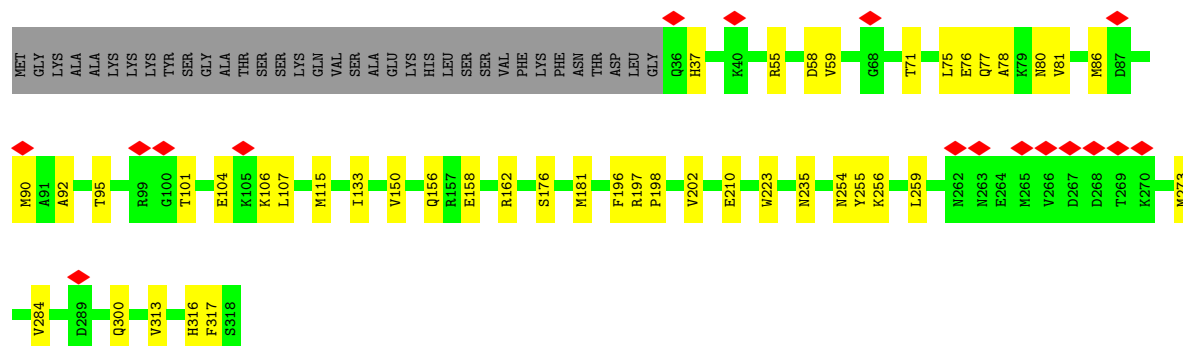 MET GLY LYS ALA ALA LYS LYS LYS TYR SER GLY ALA THR SER SER LYS GLN VAL SER ALA GLU LYS HIS LEU SER SER VAL PHE LYS PHE ASN THR ASP LEU GLY Q36 H37 K40 R55 D58 V59 G68 T71 L75 E76 Q77 A78 K79 N80 V81 M86 D87
M90 A91 A92 T95 R99 G100 T101 E104 K105 K106 L107 M115 I133 V150 Q156 R157 E158 R162 S176 M181 F196 R197 P198 V202 E210 W223 N235 N254 Y255 K256 L259 N262 N263 E264 M265 V266 D267 D268 T269 K270 M273
V284 D289 Q300 V313 H316 F317 S318